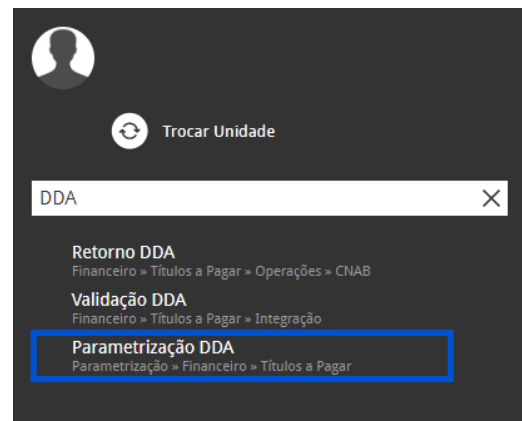 Trocar Unidade
DDA
Retorno DDA
Financeiro » Títulos a Pagar » Operações » CNAB
Validação DDA
Financeiro » Títulos a Pagar » Integração
Parametrização DDA
Parametrização » Financeiro » Títulos a Pagar